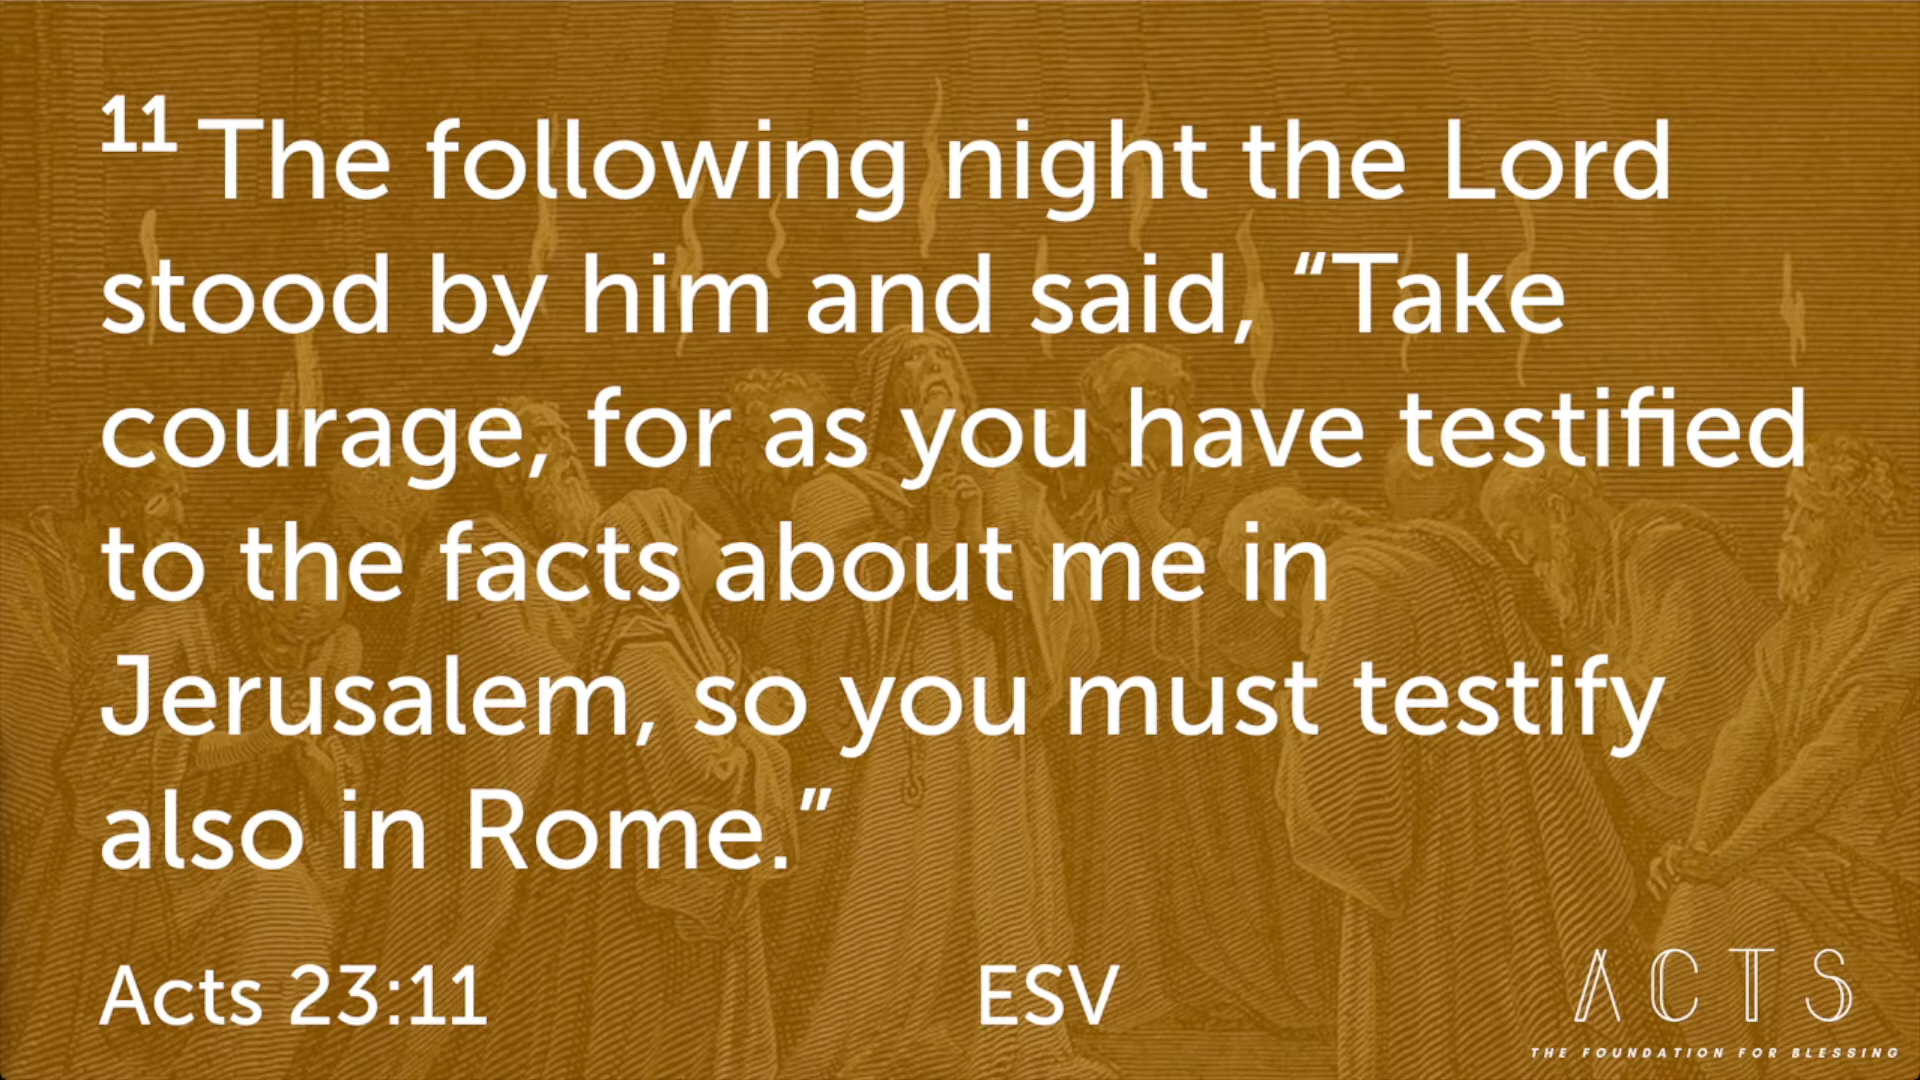 11 The following night the Lord
stood by him and said, “Take
courage, for as you have testified
to the facts about me in
Jerusalem, so you must testify
also in Rome.”
Acts 23:11 ESV
ACTS
THE FOUNDATION FOR BLESSING